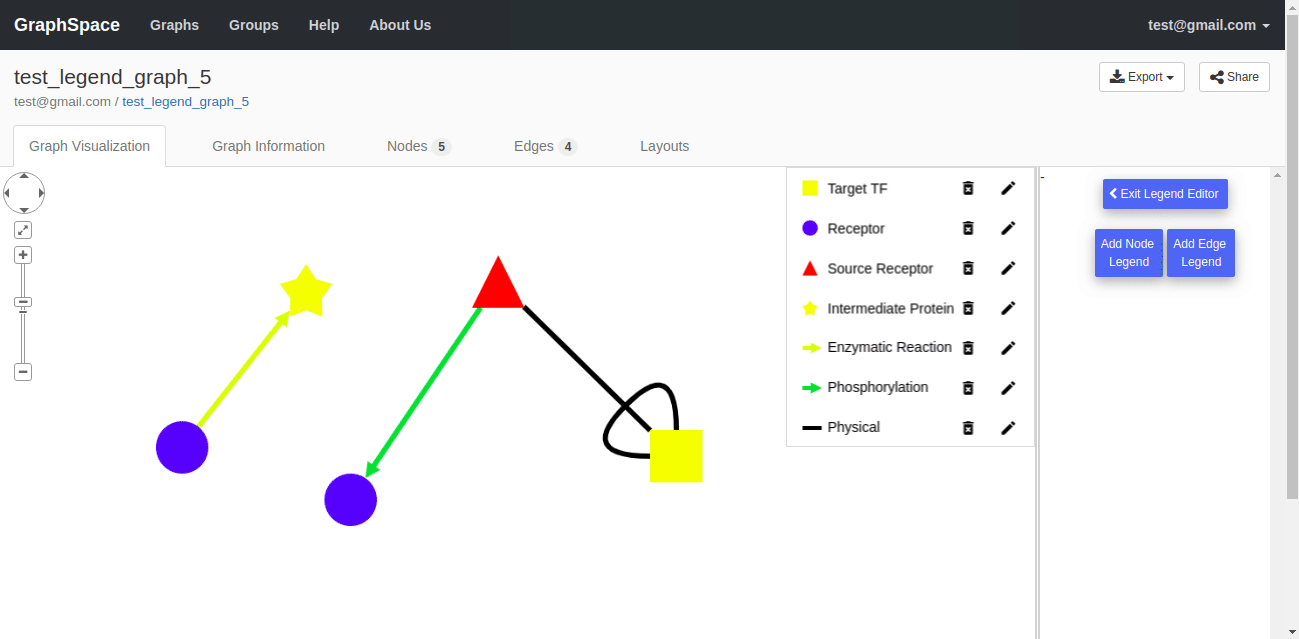 GraphSpace Graphs Groups Help About Us test@gmail.com
test_legend_graph_5
Export Share
test@gmail.com / test_legend_graph_5
Graph Visualization Graph Information Nodes 5 Edges 4 Layouts
Target TF
Receptor
Source Receptor
Intermediate Protein
Enzymatic Reaction
Phosphorylation
Physical
-
Exit Legend Editor
Add Node
Legend
Add Edge
Legend